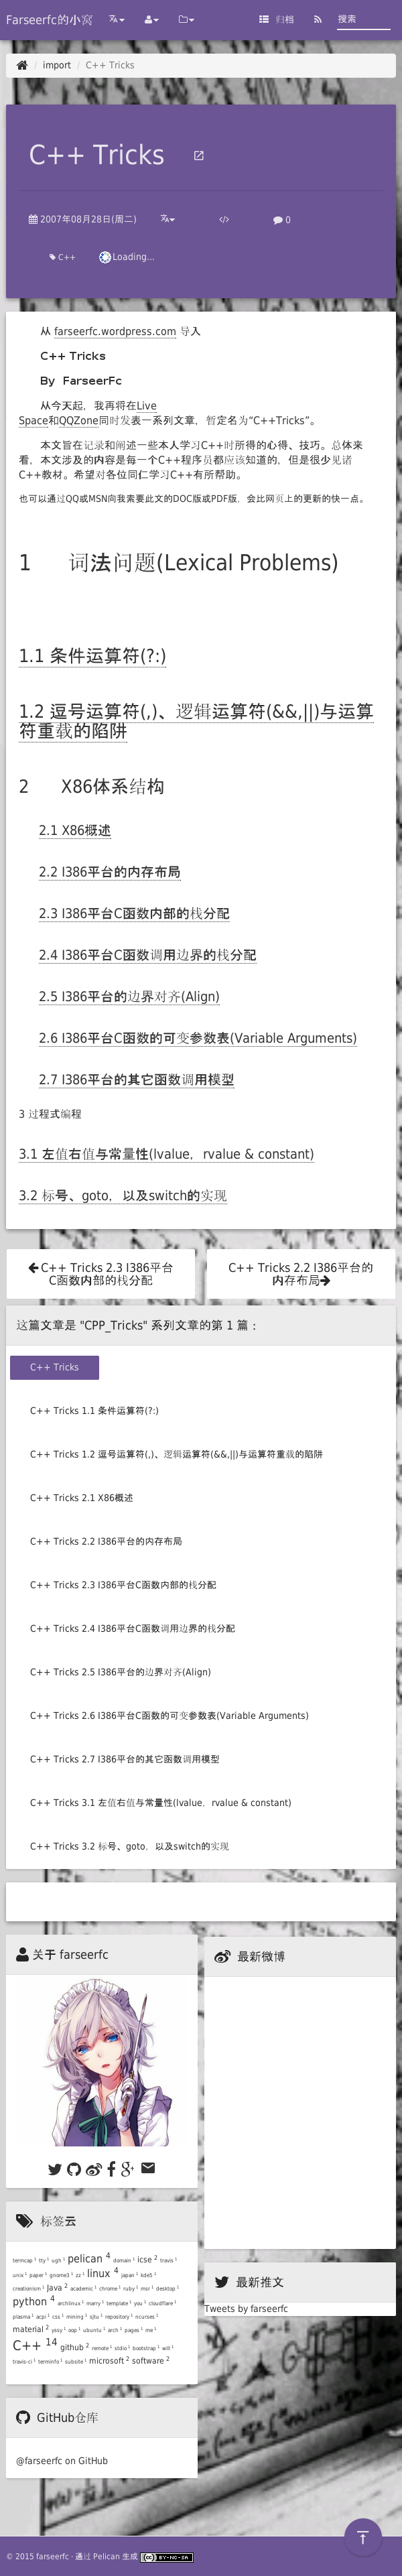 Farseerfc的小窝
归档
搜索
import / C++ Tricks
C++ Tricks
2007年08月28日(周二)
0
C++
Loading...
从 farseerfc.wordpress.com 导入
C++ Tricks
By FarseerFc
从今天起，我再将在Live
Space和QQZone同时发表一系列文章，暂定名为“C++Tricks”。
本文旨在记录和阐述一些本人学习C++时所得的心得、技巧。总体来
看，本文涉及的内容是每一个C++程序员都应该知道的，但是很少见诸
C++教材。希望对各位同仁学习C++有所帮助。
也可以通过QQ或MSN向我索要此文的DOC版或PDF版，会比网页上的更新的快一点。
1 词法问题(Lexical Problems)
1.1 条件运算符(?:)
1.2 逗号运算符(,)、逻辑运算符(&&,||)与运算
符重载的陷阱
2 X86体系结构
2.1 X86概述
2.2 I386平台的内存布局
2.3 I386平台C函数内部的栈分配
2.4 I386平台C函数调用边界的栈分配
2.5 I386平台的边界对齐(Align)
2.6 I386平台C函数的可变参数表(Variable Arguments)
2.7 I386平台的其它函数调用模型
3 过程式编程
3.1 左值右值与常量性(lvalue，rvalue & constant)
3.2 标号、goto，以及switch的实现
C++ Tricks 2.3 I386平台
C函数内部的栈分配
C++ Tricks 2.2 I386平台的
内存布局
这篇文章是 "CPP_Tricks" 系列文章的第 1 篇：
C++ Tricks
C++ Tricks 1.1 条件运算符(?:)
C++ Tricks 1.2 逗号运算符(,)、逻辑运算符(&&,||)与运算符重载的陷阱
C++ Tricks 2.1 X86概述
C++ Tricks 2.2 I386平台的内存布局
C++ Tricks 2.3 I386平台C函数内部的栈分配
C++ Tricks 2.4 I386平台C函数调用边界的栈分配
C++ Tricks 2.5 I386平台的边界对齐(Align)
C++ Tricks 2.6 I386平台C函数的可变参数表(Variable Arguments)
C++ Tricks 2.7 I386平台的其它函数调用模型
C++ Tricks 3.1 左值右值与常量性(lvalue，rvalue & constant)
C++ Tricks 3.2 标号、goto，以及switch的实现
关于 farseerfc
标签云
termcap 1 tty 1 ugh 1 pelican 4 domain 1 icse 2 travis 1
unix 1 paper 1 gnome3 1 zz 1 linux 4 japan 1 kde5 1
creationism 1 Java 2 academic 1 chrome 1 ruby 1 msr 1 desktop 1
python 4 archlinux 1 marry 1 template 1 you 1 cloudflare 1
plasma 1 acpi 1 css 1 mining 1 sjtu 1 repository 1 ncurses 1
material 2 yssy 1 oop 1 ubuntu 1 arch 1 pages 1 me 1
C++ 14 github 2 remote 1 stdio 1 bootstrap 1 will 1
travis-ci 1 terminfo 1 subsite 1 microsoft 2 software 2
GitHub仓库
@farseerfc on GitHub
最新微博
最新推文
Tweets by farseerfc
© 2015 farseerfc · 通过 Pelican 生成
BY-NC-SA